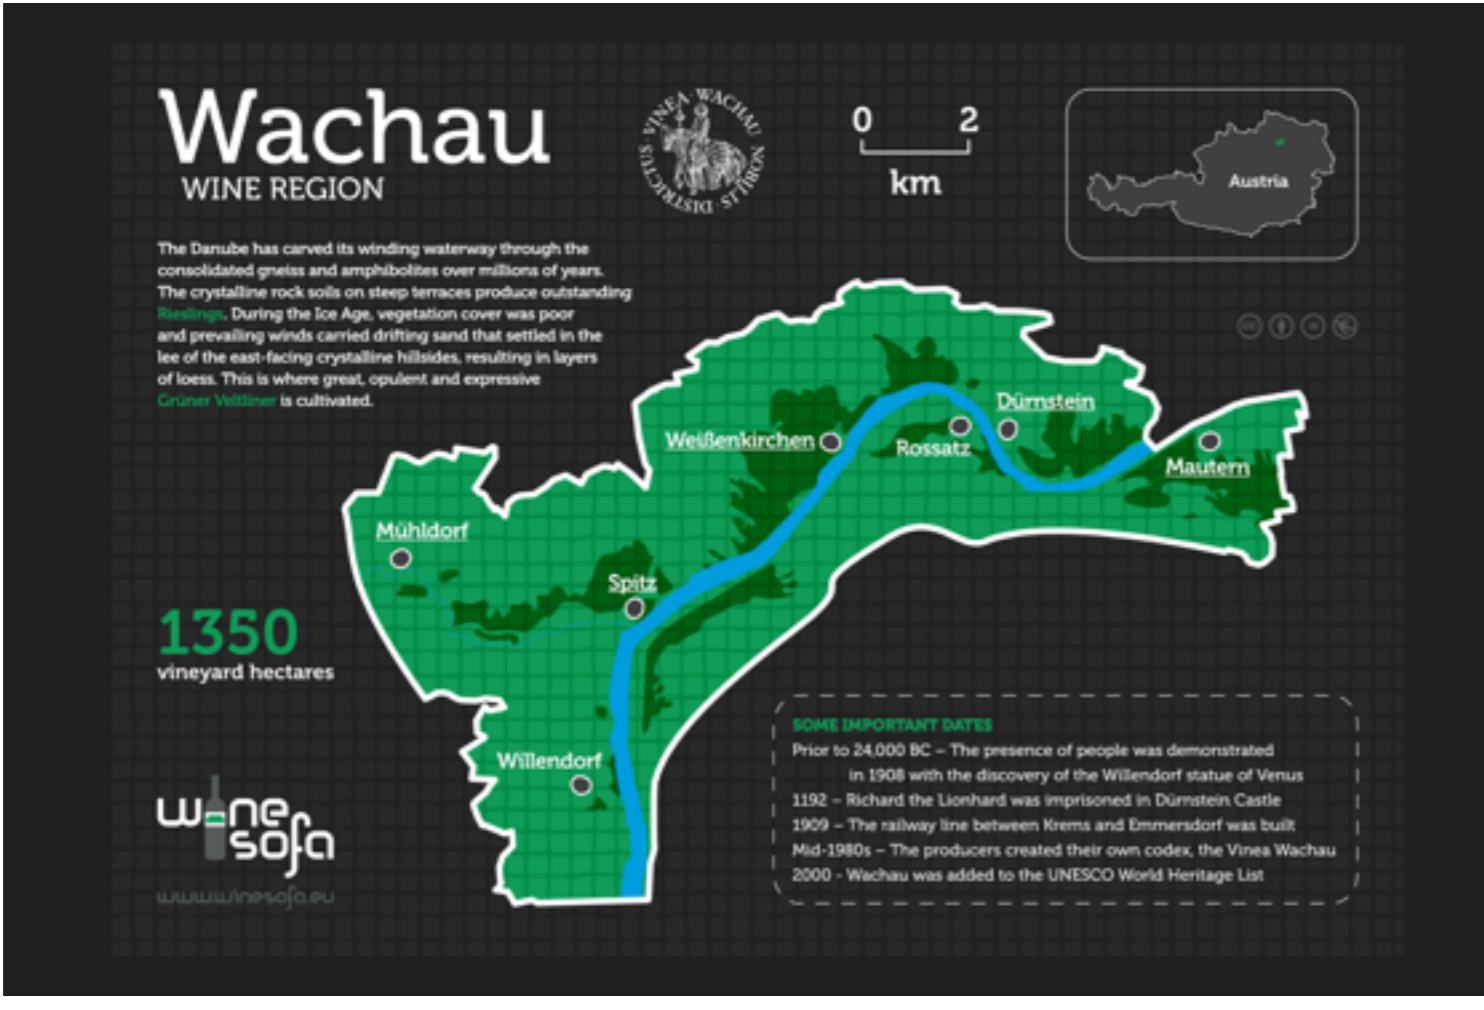 Wachau
WINE REGION
VINEA · WACHAU NOBILIS · DISTRICTUS ·
0 2
km
Austria
The Danube has carved its winding waterway through the
consolidated gneiss and amphibolites over millions of years.
The crystalline rock soils on steep terraces produce outstanding
Rieslings. During the Ice Age, vegetation cover was poor
and prevailing winds carried drifting sand that settled in the
lee of the east-facing crystalline hillsides, resulting in layers
of loess. This is where great, opulent and expressive
Grüner Veltliner is cultivated.
Dürnstein
Weißenkirchen
Rossatz
Mautern
Mühldorf
Spitz
Willendorf
1350
vineyard hectares
SOME IMPORTANT DATES
Prior to 24,000 BC – The presence of people was demonstrated
in 1908 with the discovery of the Willendorf statue of Venus
1192 – Richard the Lionhard was imprisoned in Dürnstein Castle
1909 – The railway line between Krems and Emmersdorf was built
Mid-1980s – The producers created their own codex, the Vinea Wachau
2000 - Wachau was added to the UNESCO World Heritage List
wine
sofa
www.winesofa.eu